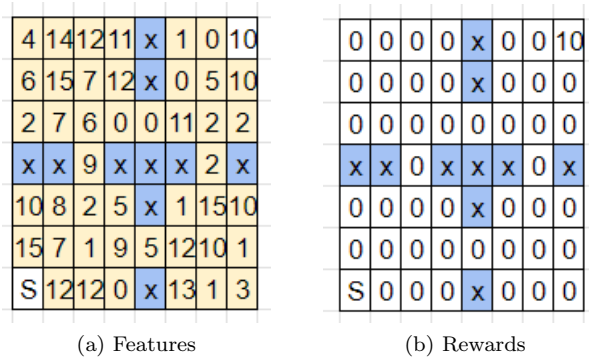 4 14 12 11 x 1 0 10
6 15 7 12 x 0 5 10
2 7 6 0 0 11 2 2
x x 9 x x x 2 x
10 8 2 5 x 1 15 10
15 7 1 9 5 12 10 1
S 12 12 0 x 13 1 3
(a) Features
0 0 0 0 x 0 0 10
0 0 0 0 x 0 0 0
0 0 0 0 0 0 0 0
x x 0 x x x 0 x
0 0 0 0 x 0 0 0
0 0 0 0 0 0 0 0
S 0 0 0 x 0 0 0
(b) Rewards